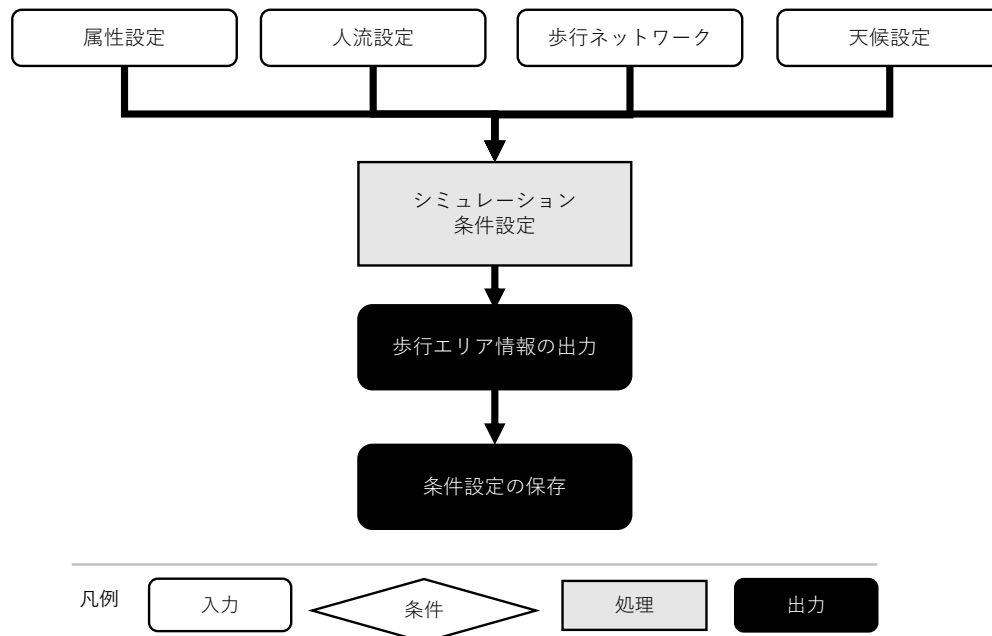 属性設定
人流設定
歩行ネットワーク
天候設定
シミュレーション
条件設定
歩行エリア情報の出力
条件設定の保存
凡例
入力
条件
処理
出力